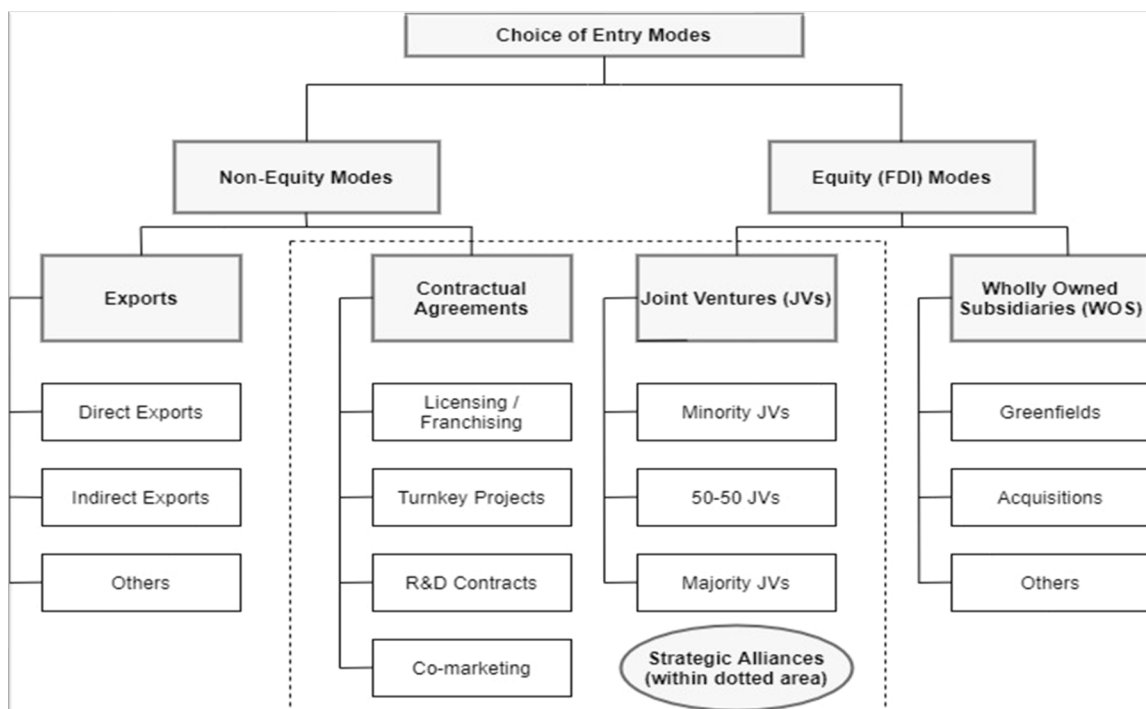 Choice of Entry Modes
Non-Equity Modes
Equity (FDI) Modes
Exports
Contractual
Agreements
Joint Ventures (JVs)
Wholly Owned
Subsidiaries (WOS)
Direct Exports
Licensing /
Franchising
Minority JVs
Greenfields
Indirect Exports
Turnkey Projects
50-50 JVs
Acquisitions
Others
R&D Contracts
Majority JVs
Others
Co-marketing
Strategic Alliances
(within dotted area)